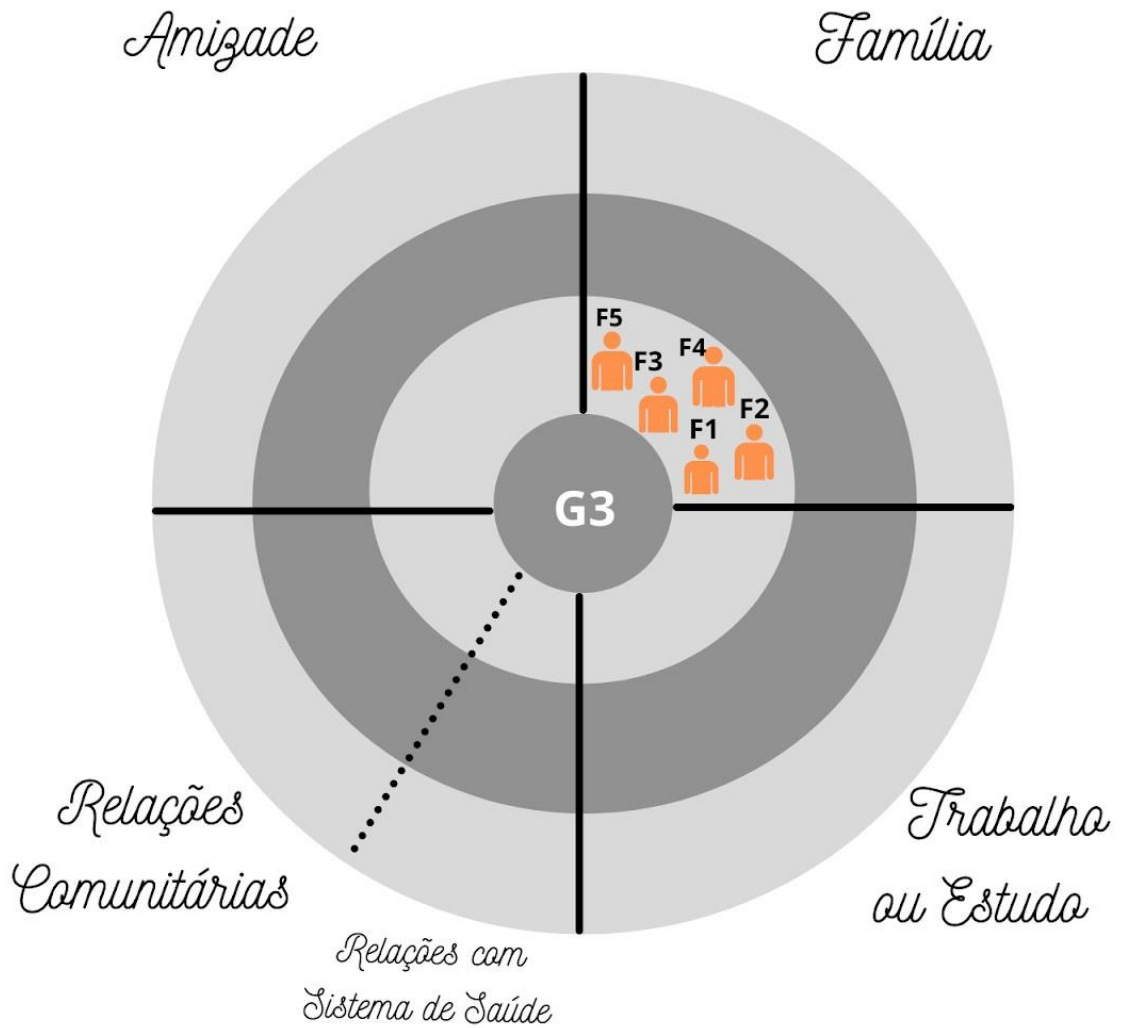 Amizade
Família
F5
F3
F4
F2
F1
G3
Relações
Comunitárias
Trabalho
ou Estudo
Relações com
Sistema de Saúde